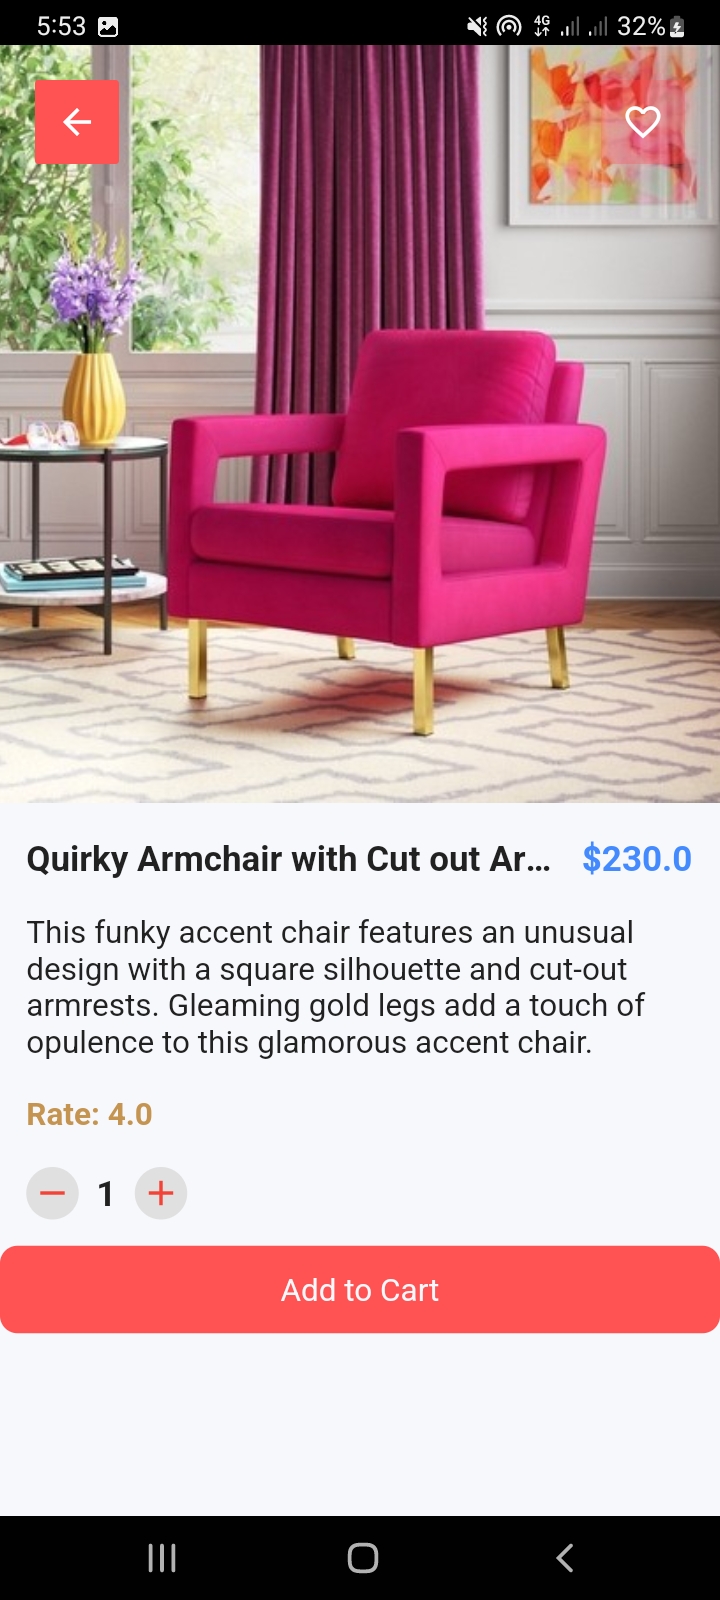 5:53 4G 32%
Quirky Armchair with Cut out Ar... $230.0
This funky accent chair features an unusual
design with a square silhouette and cut-out
armrests. Gleaming gold legs add a touch of
opulence to this glamorous accent chair.
Rate: 4.0
1
Add to Cart